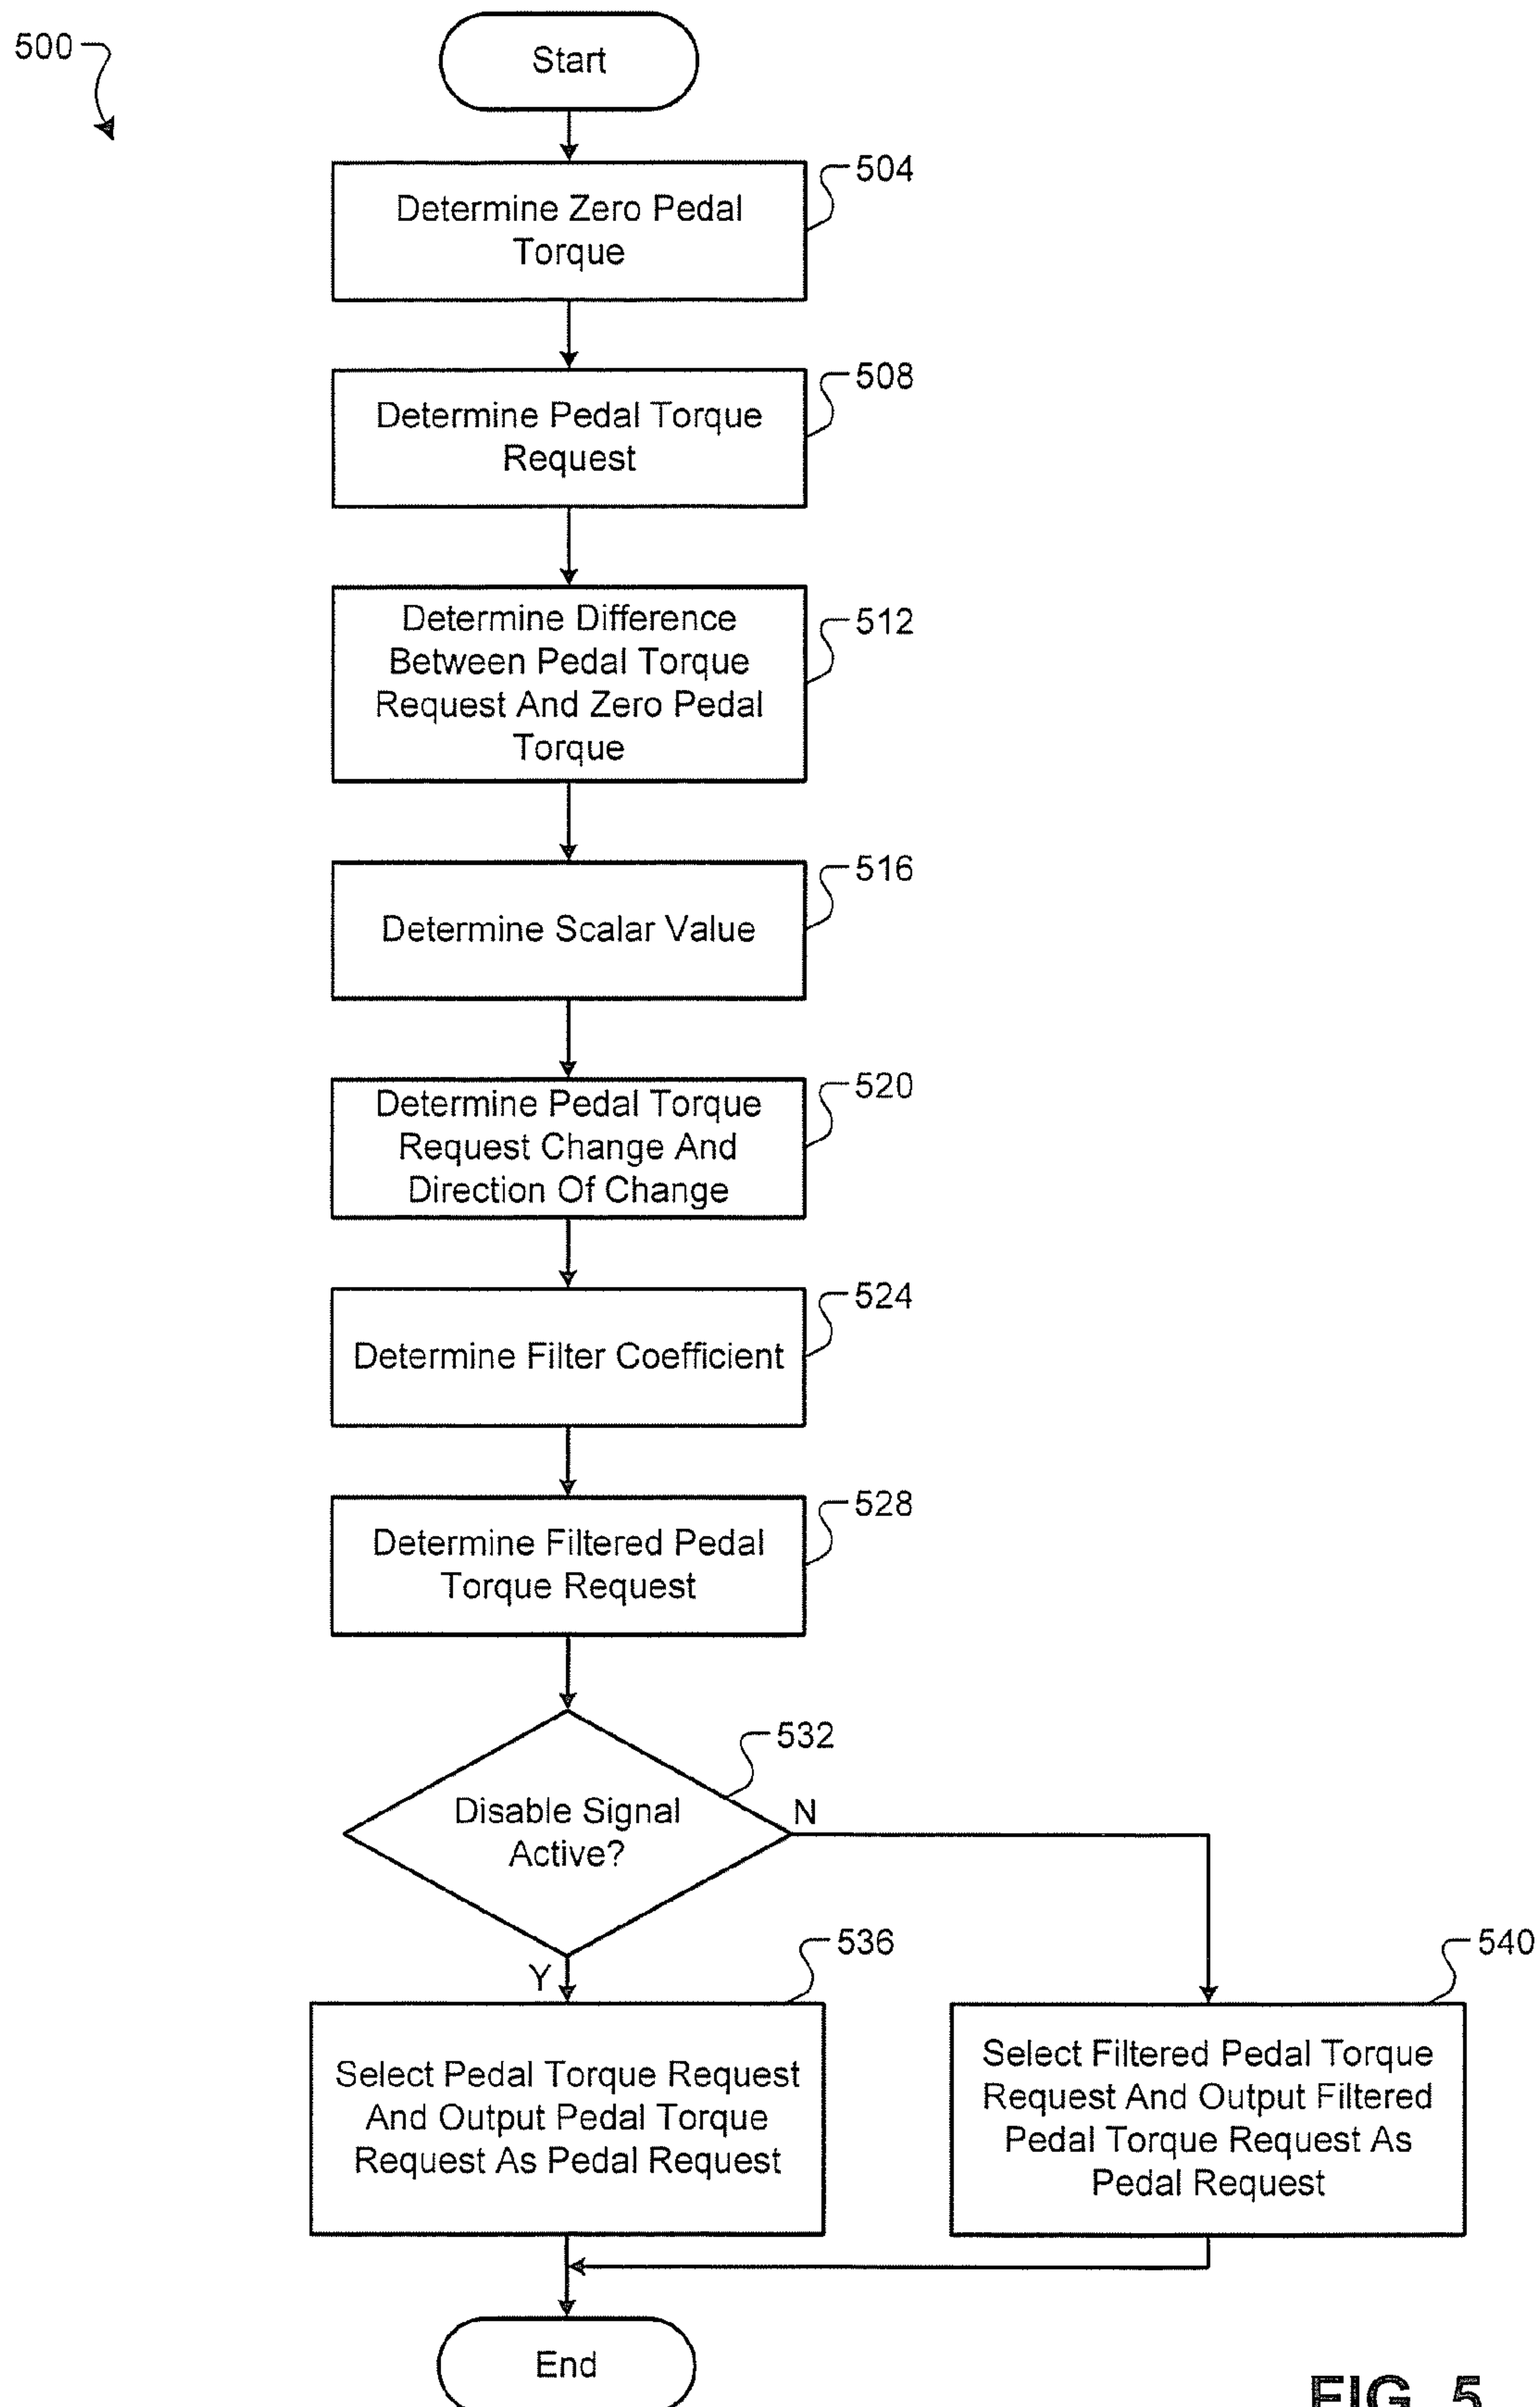 500
Start
504
Determine Zero Pedal
Torque
508
Determine Pedal Torque
Request
512
Determine Difference
Between Pedal Torque
Request And Zero Pedal
Torque
516
Determine Scalar Value
520
Determine Pedal Torque
Request Change And
Direction Of Change
524
Determine Filter Coefficient
528
Determine Filtered Pedal
Torque Request
532
Disable Signal
Active?
N
Y
536
Select Pedal Torque Request
And Output Pedal Torque
Request As Pedal Request
540
Select Filtered Pedal Torque
Request And Output Filtered
Pedal Torque Request As
Pedal Request
End
FIG. 5